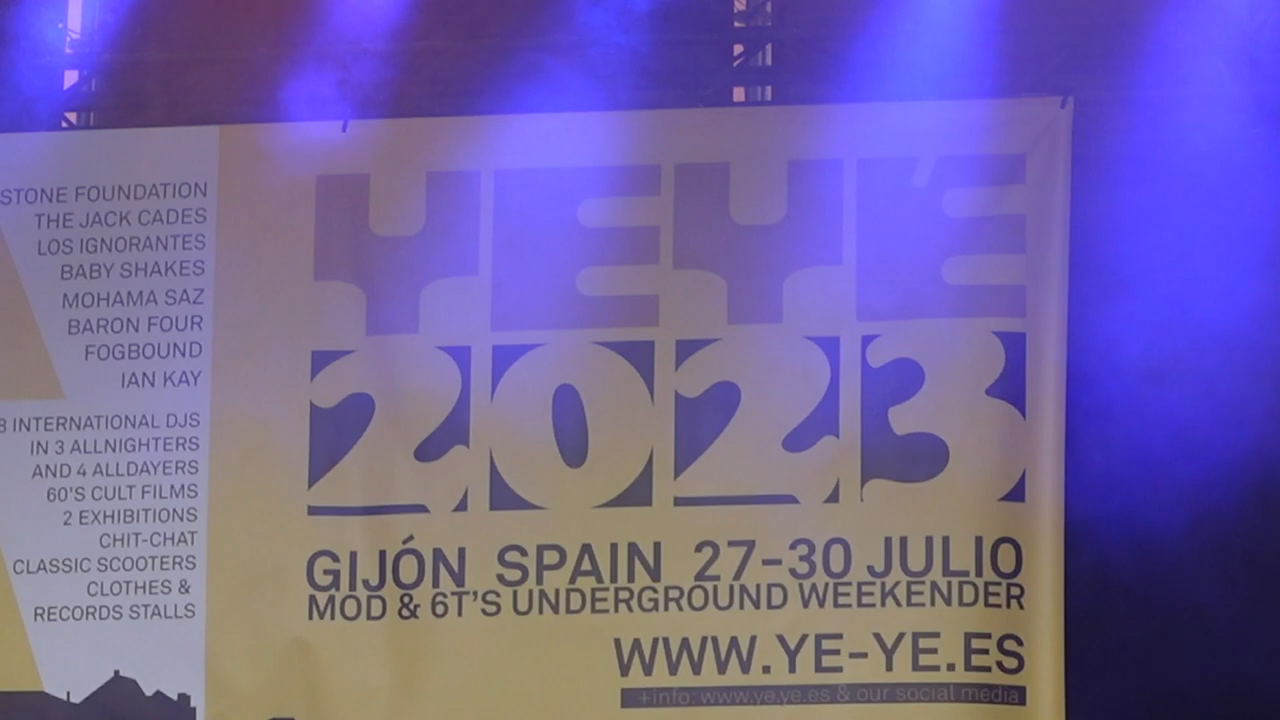 STONE FOUNDATION
THE JACK CADES
LOS IGNORANTES
BABY SHAKES
MOHAMA SAZ
BARON FOUR
FOGBOUND
IAN KAY
8 INTERNATIONAL DJS
IN 3 ALLNIGHTERS
AND 4 ALLDAYERS
60'S CULT FILMS
2 EXHIBITIONS
CHIT-CHAT
CLASSIC SCOOTERS
CLOTHES &
RECORDS STALLS
YEYÉ
2023
GIJÓN SPAIN 27-30 JULIO
MOD & 6T'S UNDERGROUND WEEKENDER
WWW.YE-YE.ES
+info: www.ye.ye.es & our social media